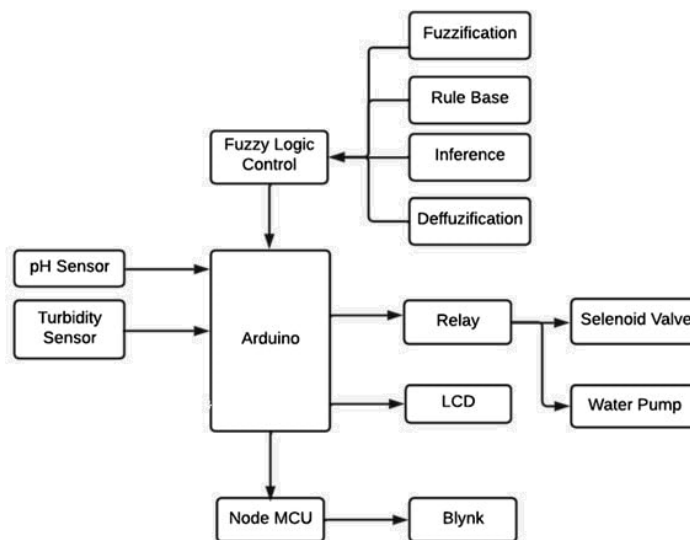 Fuzzification
Rule Base
Fuzzy Logic
Control
Inference
Deffuzification
pH Sensor
Turbidity
Sensor
Arduino
Relay
Selenoid Valve
LCD
Water Pump
Node MCU
Blynk